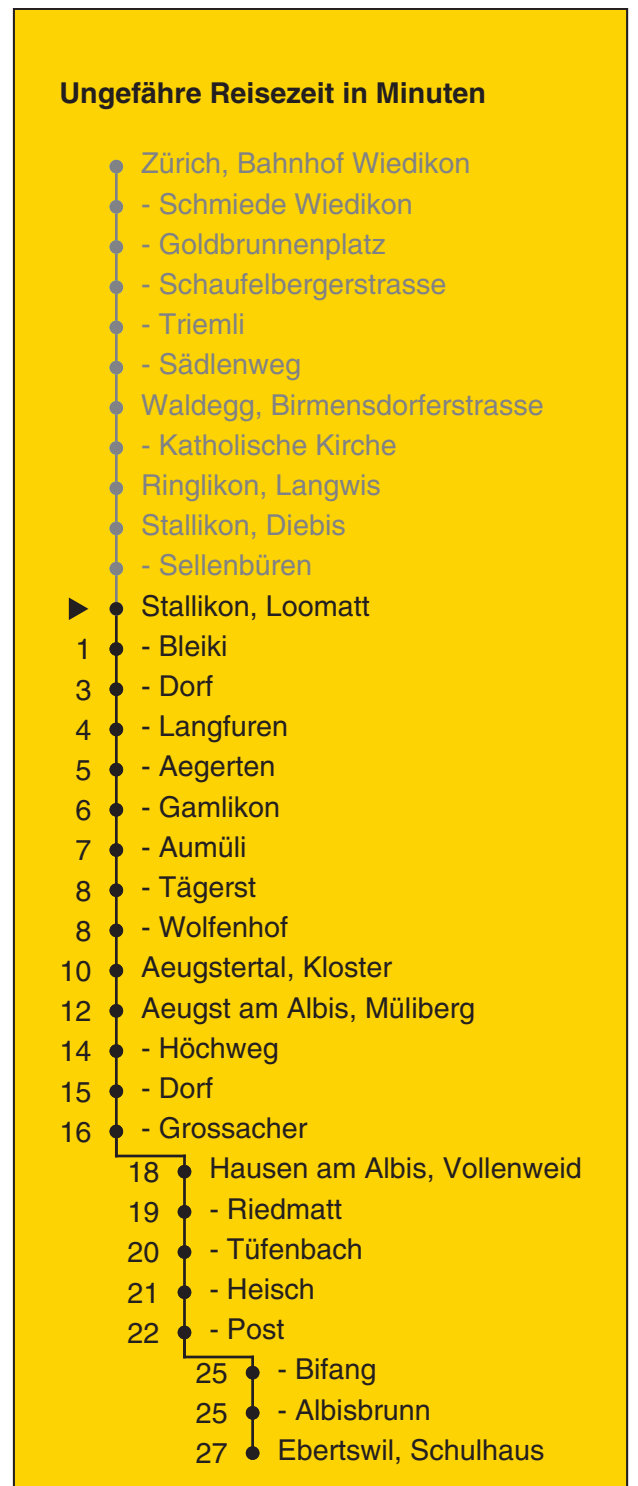 Ungefähre Reisezeit in Minuten
Zürich, Bahnhof Wiedikon
- Schmiede Wiedikon
- Goldbrunnenplatz
- Schaufelbergerstrasse
- Triemli
- Sädlenweg
Waldegg, Birmensdorferstrasse
- Katholische Kirche
Ringlikon, Langwis
Stallikon, Diebis
- Sellenbüren
Stallikon, Loomatt
1 - Bleiki
3 - Dorf
4 - Langfuren
5 - Aegerten
6 - Gamlikon
7 - Aumüli
8 - Tägerst
8 - Wolfenhof
10 Aeugstertal, Kloster
12 Aeugst am Albis, Müliberg
14 - Höchweg
15 - Dorf
16 - Grossacher
18 Hausen am Albis, Vollenweid
19 - Riedmatt
20 - Tüfenbach
21 - Heisch
22 - Post
25 - Bifang
25 - Albisbrunn
27 Ebertswil, Schulhaus